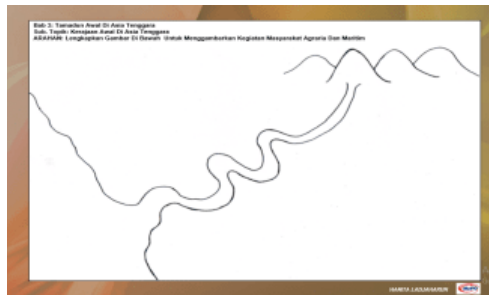 Bab 3: Tamadun Awal Di Asia Tenggara
Sub. Topik: Kerajaan Awal Di Asia Tenggara
ARAHAN: Lengkapkan Gambar Di Bawah Untuk Menggambarkan Kegiatan Masyarakat Agraria Dan Maritim